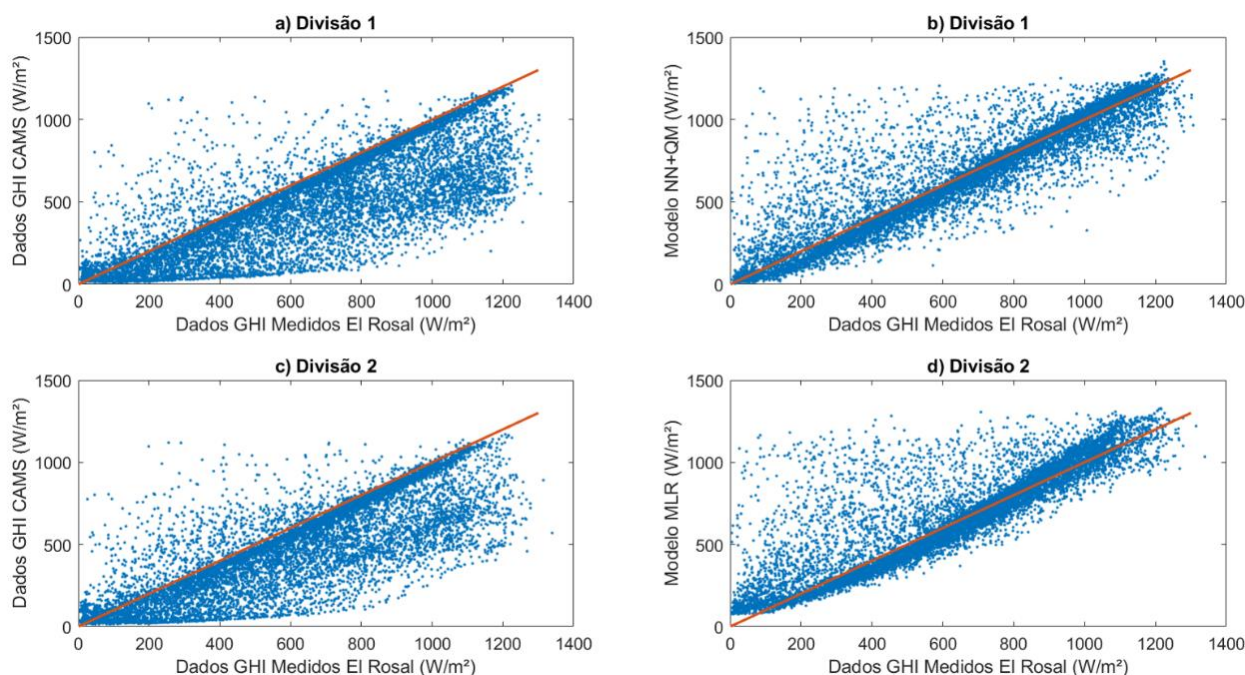 a) Divisão 1
Dados GHI CAMS (W/m²)
1500
1000
500
0
0 200 400 600 800 1000 1200 1400
Dados GHI Medidos El Rosal (W/m²)
b) Divisão 1
Modelo NN+QM (W/m²)
1500
1000
500
0
0 200 400 600 800 1000 1200 1400
Dados GHI Medidos El Rosal (W/m²)
c) Divisão 2
Dados GHI CAMS (W/m²)
1500
1000
500
0
0 200 400 600 800 1000 1200 1400
Dados GHI Medidos El Rosal (W/m²)
d) Divisão 2
Modelo MLR (W/m²)
1500
1000
500
0
0 200 400 600 800 1000 1200 1400
Dados GHI Medidos El Rosal (W/m²)